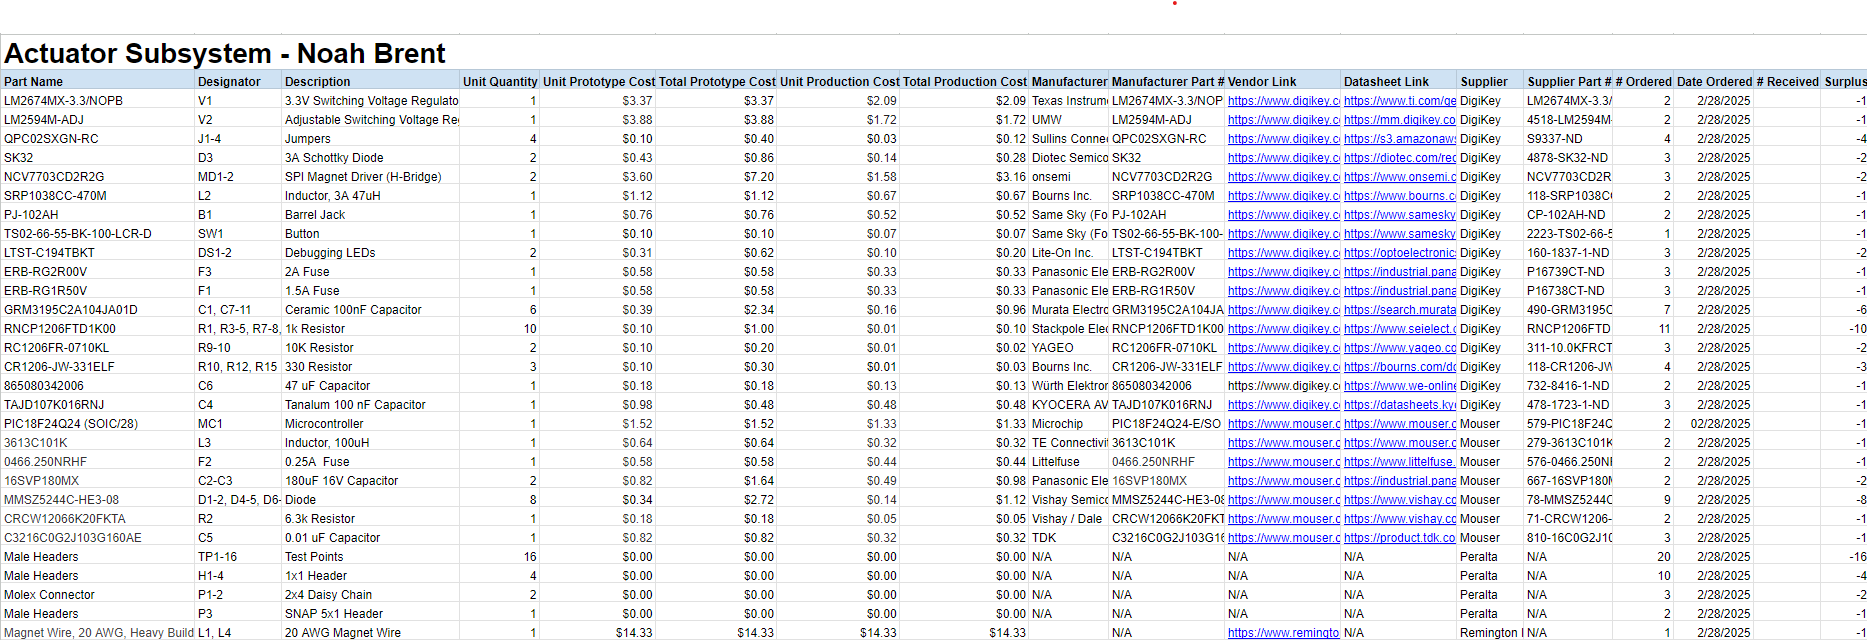 Actuator Subsystem - Noah Brent
Part Name Designator Description Unit Quantity Unit Prototype Cost Total Prototype Cost Unit Production Cost Total Production Cost Manufacturer Manufacturer Part # Vendor Link Datasheet Link Supplier Supplier Part # # Ordered Date Ordered # Received Surplus
LM2674MX-3.3/NOPB V1 3.3V Switching Voltage Regulato 1 $3.37 $3.37 $2.09 $2.09 Texas Instrum LM2674MX-3.3/NOP https://www.digikey.c https://www.ti.com/ge DigiKey LM2674MX-3.3/ 2 2/28/2025 -1
LM2594M-ADJ V2 Adjustable Switching Voltage Re 1 $3.88 $3.88 $1.72 $1.72 UMW LM2594M-ADJ https://www.digikey.c https://mm.digikey.co DigiKey 4518-LM2594M- 2 2/28/2025 -1
QPC02SXGN-RC J1-4 Jumpers 4 $0.10 $0.40 $0.03 $0.12 Sullins Conne QPC02SXGN-RC https://www.digikey.c https://s3.amazonaw DigiKey S9337-ND 4 2/28/2025 -4
SK32 D3 3A Schottky Diode 2 $0.43 $0.86 $0.14 $0.28 Diotec Semico SK32 https://www.digikey.c https://diotec.com/rec DigiKey 4878-SK32-ND 3 2/28/2025 -2
NCV7703CD2R2G MD1-2 SPI Magnet Driver (H-Bridge) 2 $3.60 $7.20 $1.58 $3.16 onsemi NCV7703CD2R2G https://www.digikey.c https://www.onsemi.c DigiKey NCV7703CD2R 3 2/28/2025 -2
SRP1038CC-470M L2 Inductor, 3A 47uH 1 $1.12 $1.12 $0.67 $0.67 Bourns Inc. SRP1038CC-470M https://www.digikey.c https://www.bourns.c DigiKey 118-SRP1038C 2 2/28/2025 -1
PJ-102AH B1 Barrel Jack 1 $0.76 $0.76 $0.52 $0.52 Same Sky (Fo PJ-102AH https://www.digikey.c https://www.samesky DigiKey CP-102AH-ND 2 2/28/2025 -1
TS02-66-55-BK-100-LCR-D SW1 Button 1 $0.10 $0.10 $0.07 $0.07 Same Sky (Fo TS02-66-55-BK-100- https://www.digikey.c https://www.samesky DigiKey 2223-TS02-66-5 1 2/28/2025 -1
LTST-C194TBKT DS1-2 Debugging LEDs 2 $0.31 $0.62 $0.10 $0.20 Lite-On Inc. LTST-C194TBKT https://www.digikey.c https://optoelectronic DigiKey 160-1837-1-ND 3 2/28/2025 -2
ERB-RG2R00V F3 2A Fuse 1 $0.58 $0.58 $0.33 $0.33 Panasonic Ele ERB-RG2R00V https://www.digikey.c https://industrial.pana DigiKey P16739CT-ND 3 2/28/2025 -1
ERB-RG1R50V F1 1.5A Fuse 1 $0.58 $0.58 $0.33 $0.33 Panasonic Ele ERB-RG1R50V https://www.digikey.c https://industrial.pana DigiKey P16738CT-ND 3 2/28/2025 -1
GRM3195C2A104JA01D C1, C7-11 Ceramic 100nF Capacitor 6 $0.39 $2.34 $0.16 $0.96 Murata Electro GRM3195C2A104JA https://www.digikey.c https://search.murata DigiKey 490-GRM3195C 7 2/28/2025 -6
RNCP1206FTD1K00 R1, R3-5, R7-8, 1k Resistor 10 $0.10 $1.00 $0.01 $0.10 Stackpole Elec RNCP1206FTD1K00 https://www.digikey.c https://www.seielect.c DigiKey RNCP1206FTD 11 2/28/2025 -10
RC1206FR-0710KL R9-10 10K Resistor 2 $0.10 $0.20 $0.01 $0.02 YAGEO RC1206FR-0710KL https://www.digikey.c https://www.yageo.co DigiKey 311-10.0KFRCT 3 2/28/2025 -2
CR1206-JW-331ELF R10, R12, R15 330 Resistor 3 $0.10 $0.30 $0.01 $0.03 Bourns Inc. CR1206-JW-331ELF https://www.digikey.c https://bourns.com/do DigiKey 118-CR1206-JW 4 2/28/2025 -3
865080342006 C6 47 uF Capacitor 1 $0.18 $0.18 $0.13 $0.13 Würth Elektror 865080342006 https://www.digikey.c https://www.we-online DigiKey 732-8416-1-ND 2 2/28/2025 -1
TAJD107K016RNJ C4 Tanalum 100 nF Capacitor 1 $0.98 $0.48 $0.48 $0.48 KYOCERA AV TAJD107K016RNJ https://www.digikey.c https://datasheets.ky DigiKey 478-1723-1-ND 3 2/28/2025 -1
PIC18F24Q24 (SOIC/28) MC1 Microcontroller 1 $1.52 $1.52 $1.33 $1.33 Microchip PIC18F24Q24-E/SO https://www.mouser.c https://www.mouser.c Mouser 579-PIC18F24C 2 02/28/2025 -1
3613C101K L3 Inductor, 100uH 1 $0.64 $0.64 $0.32 $0.32 TE Connectivi 3613C101K https://www.mouser.c https://www.mouser.c Mouser 279-3613C101K 2 2/28/2025 -1
0466.250NRHF F2 0.25A Fuse 1 $0.58 $0.58 $0.44 $0.44 Littelfuse 0466.250NRHF https://www.mouser.c https://www.littelfuse. Mouser 576-0466.250NI 2 2/28/2025 -1
16SVP180MX C2-C3 180uF 16V Capacitor 2 $0.82 $1.64 $0.49 $0.98 Panasonic Ele 16SVP180MX https://www.mouser.c https://industrial.pana Mouser 667-16SVP180M 2 2/28/2025 -2
MMSZ5244C-HE3-08 D1-2, D4-5, D6- Diode 8 $0.34 $2.72 $0.14 $1.12 Vishay Semico MMSZ5244C-HE3-08 https://www.mouser.c https://www.vishay.co Mouser 78-MMSZ5244C 9 2/28/2025 -8
CRCW12066K20FKTA R2 6.3k Resistor 1 $0.18 $0.18 $0.05 $0.05 Vishay / Dale CRCW12066K20FKT https://www.mouser.c https://www.vishay.co Mouser 71-CRCW1206- 2 2/28/2025 -1
C3216C0G2J103G160AE C5 0.01 uF Capacitor 1 $0.82 $0.82 $0.32 $0.32 TDK C3216C0G2J103G16 https://www.mouser.c https://product.tdk.co Mouser 810-16C0G2J10 3 2/28/2025 -1
Male Headers TP1-16 Test Points 16 $0.00 $0.00 $0.00 $0.00 N/A N/A N/A N/A Peralta N/A 20 2/28/2025 -16
Male Headers H1-4 1x1 Header 4 $0.00 $0.00 $0.00 $0.00 N/A N/A N/A N/A Peralta N/A 10 2/28/2025 -4
Molex Connector P1-2 2x4 Daisy Chain 2 $0.00 $0.00 $0.00 $0.00 N/A N/A N/A N/A Peralta N/A 3 2/28/2025 -2
Male Headers P3 SNAP 5x1 Header 1 $0.00 $0.00 $0.00 $0.00 N/A N/A N/A N/A Peralta N/A 2 2/28/2025 -1
Magnet Wire, 20 AWG, Heavy Build L1, L4 20 AWG Magnet Wire 1 $14.33 $14.33 $14.33 $14.33 N/A https://www.remingto N/A Remington I N/A 1 2/28/2025 -1